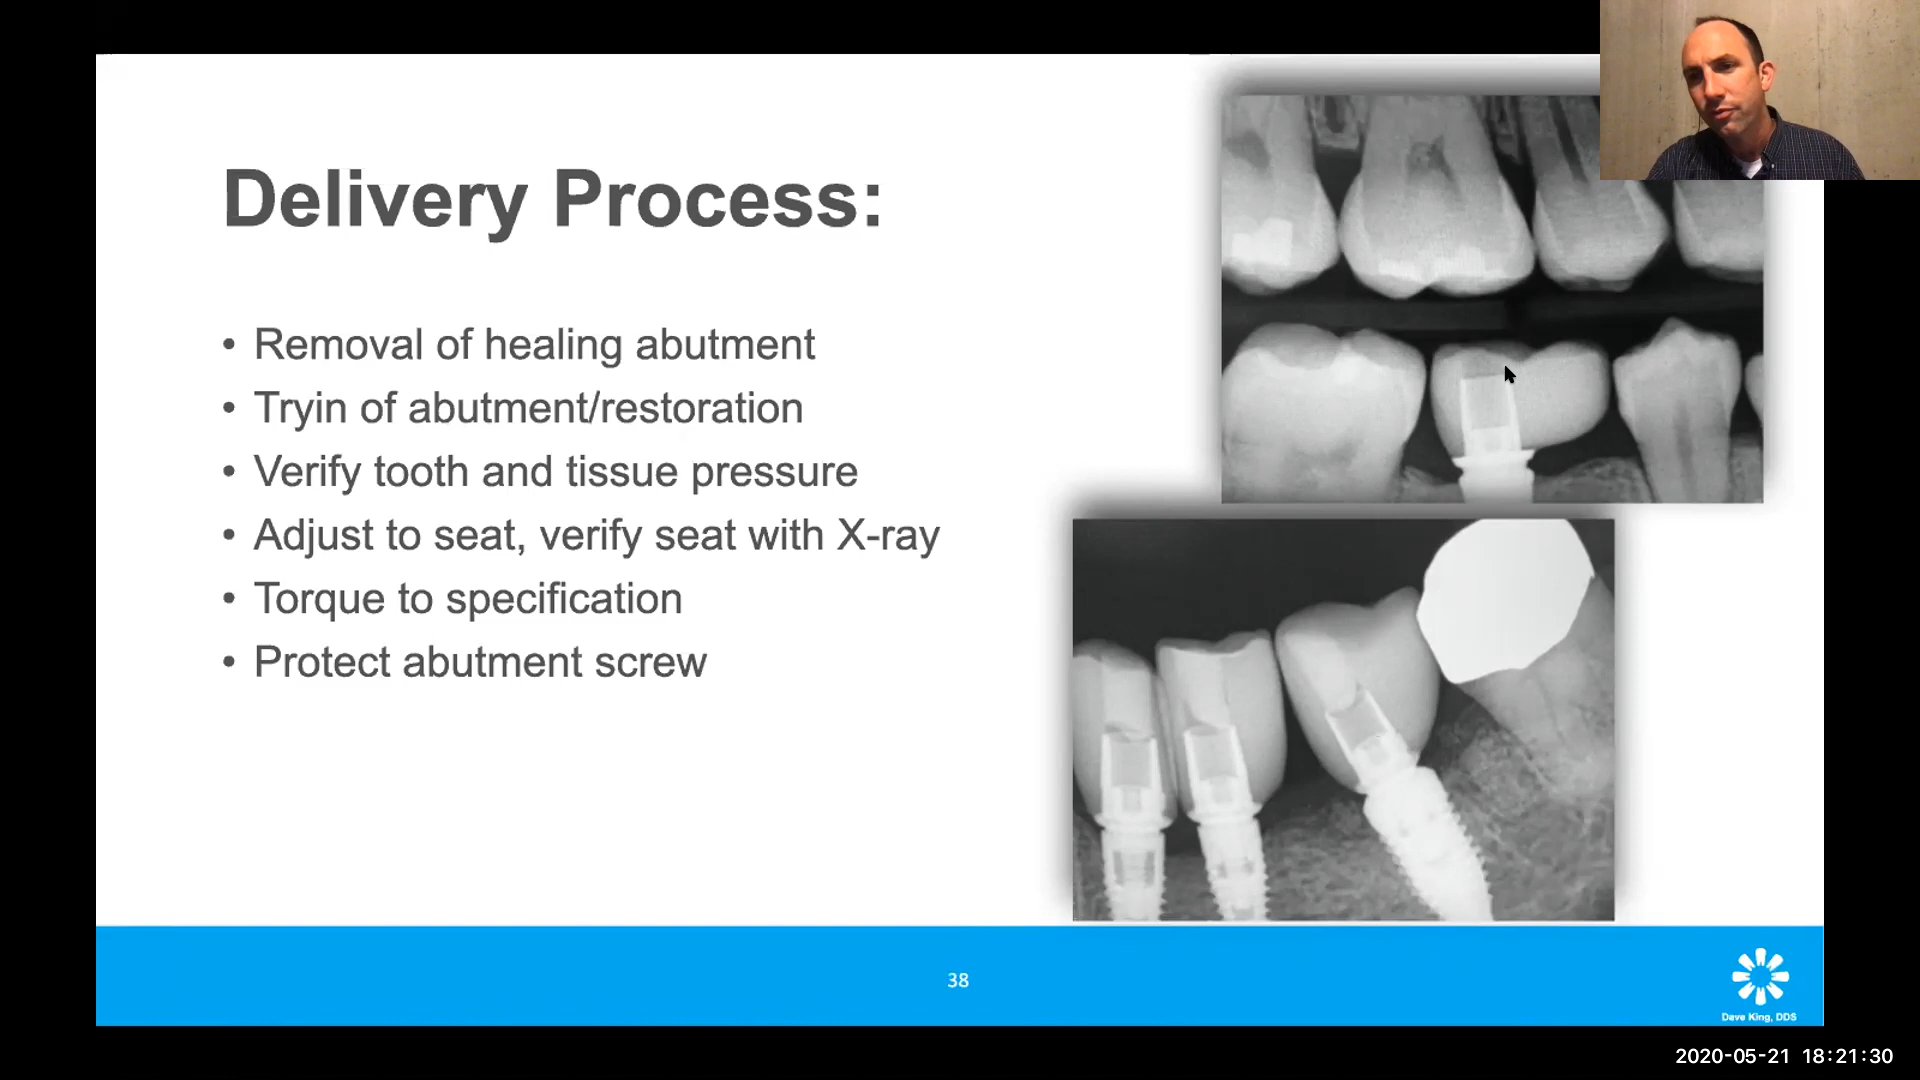 Delivery Process:
• Removal of healing abutment
• Tryin of abutment/restoration
• Verify tooth and tissue pressure
• Adjust to seat, verify seat with X-ray
• Torque to specification
• Protect abutment screw
38
Dave King, DDS
2020-05-21 18:21:30